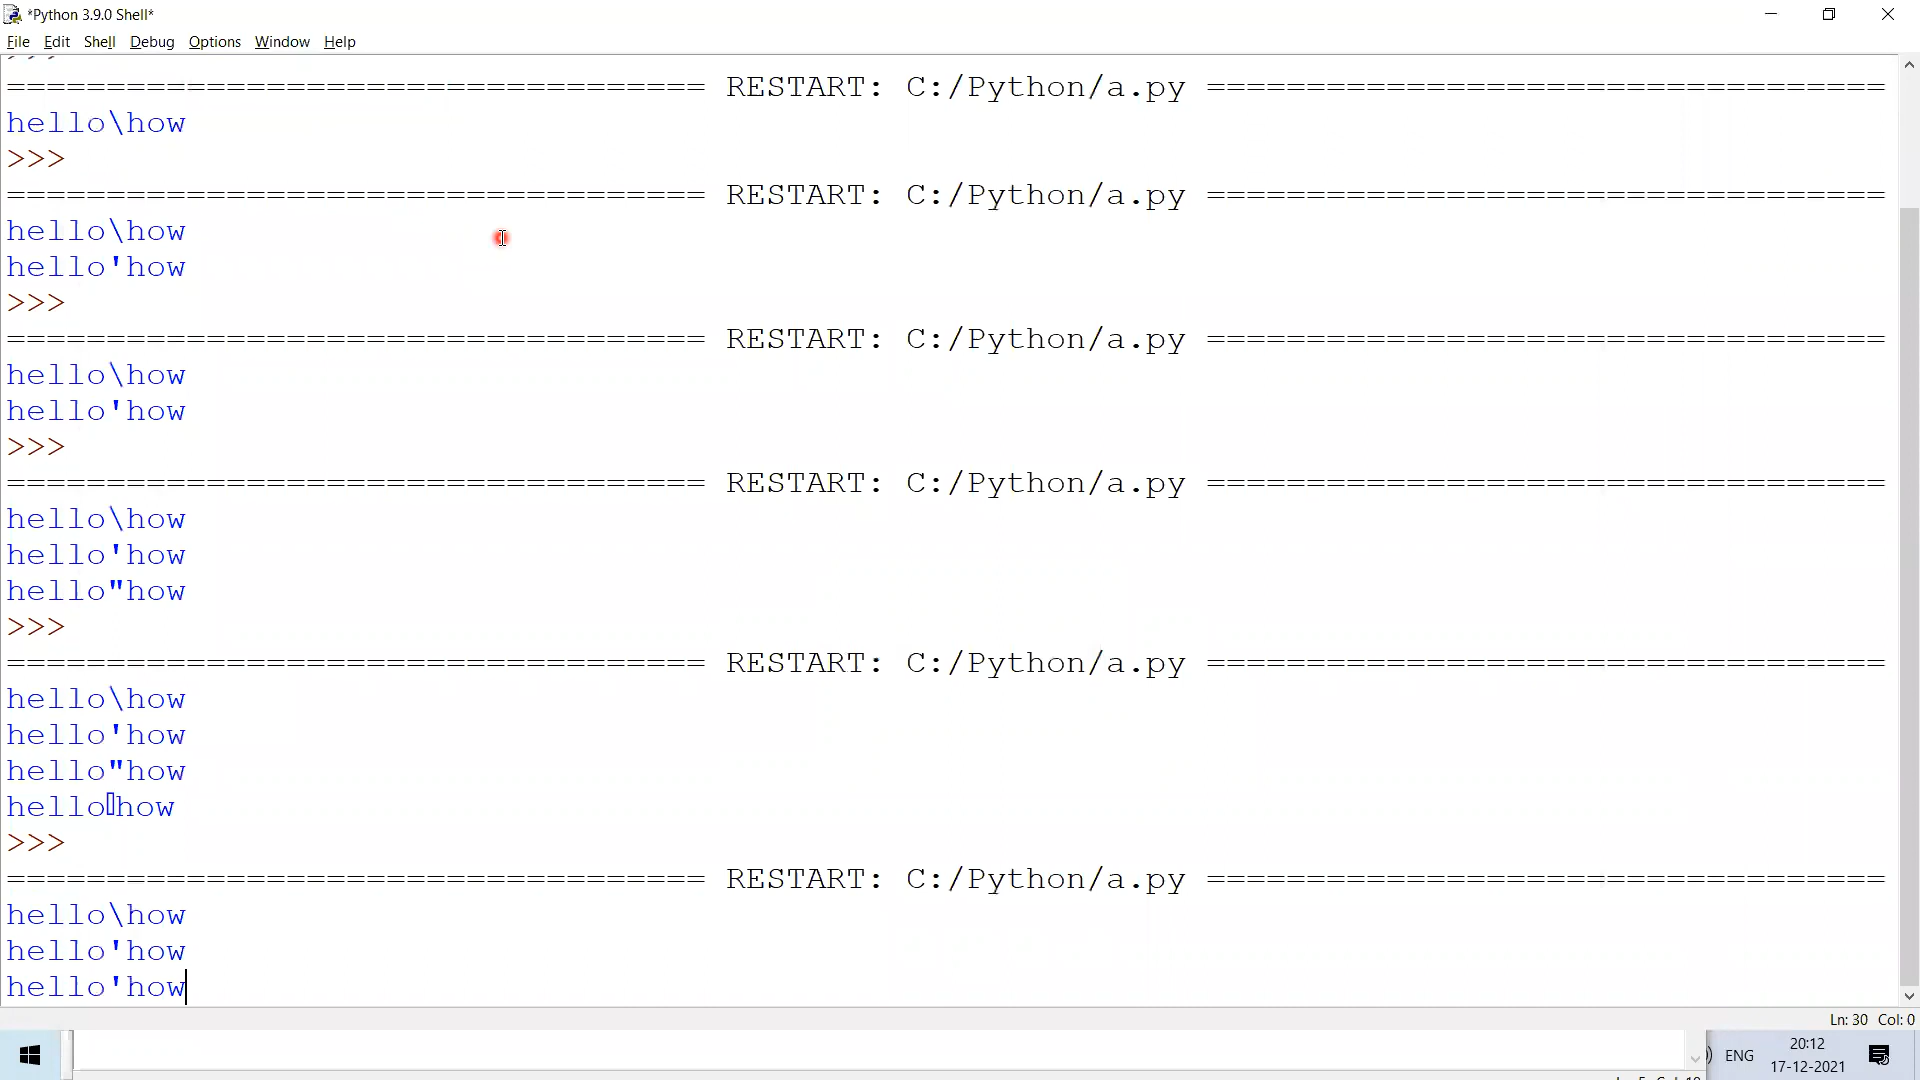 *Python 3.9.0 Shell*
File Edit Shell Debug Options Window Help
>>>
=================================== RESTART: C:/Python/a.py ==================================
hello\how
>>>
=================================== RESTART: C:/Python/a.py ==================================
hello\how
hello'how
>>>
=================================== RESTART: C:/Python/a.py ==================================
hello\how
hello'how
>>>
=================================== RESTART: C:/Python/a.py ==================================
hello\how
hello'how
hello"how
>>>
=================================== RESTART: C:/Python/a.py ==================================
hello\how
hello'how
hello"how
hello▯how
>>>
=================================== RESTART: C:/Python/a.py ==================================
hello\how
hello'how
hello'how
Ln: 30 Col: 0
ENG
20:12
17-12-2021